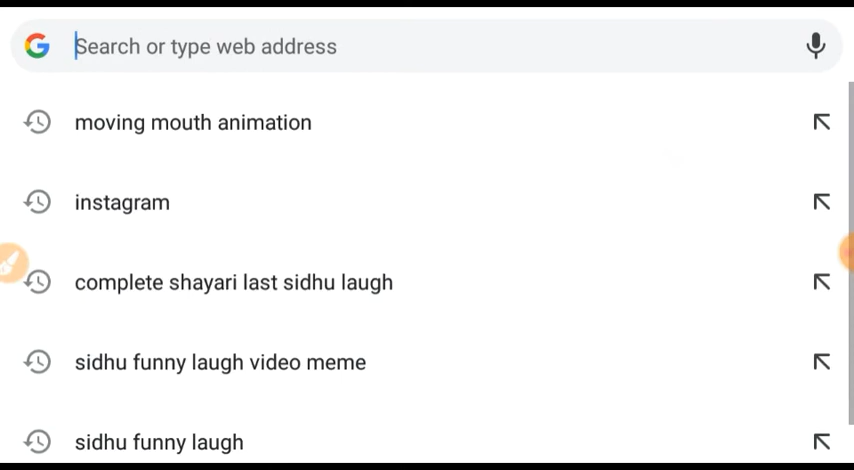 Search or type web address
moving mouth animation
instagram
complete shayari last sidhu laugh
sidhu funny laugh video meme
sidhu funny laugh